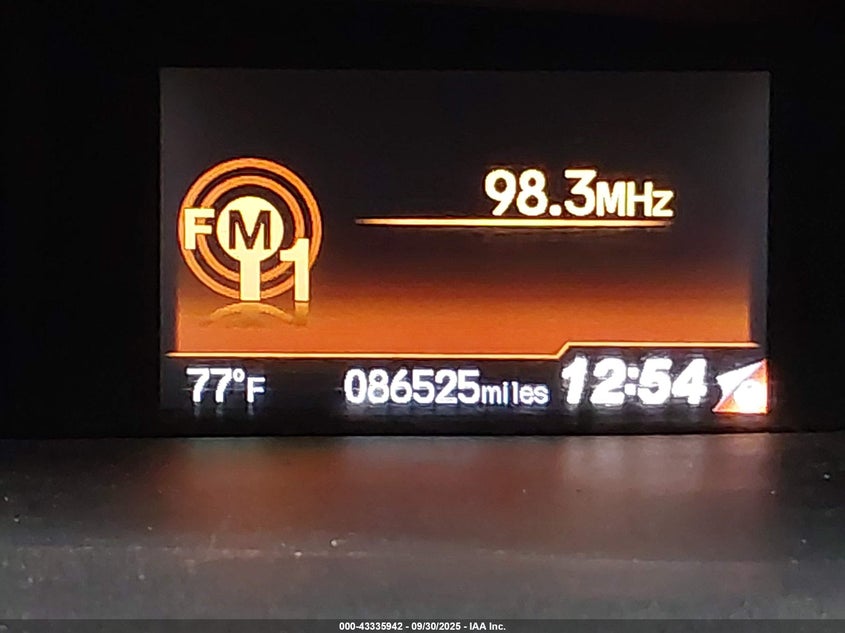 98.3MHz
FM1
77°F 086525miles 12:54
000-43335942 - 09/30/2025 - IAA Inc.